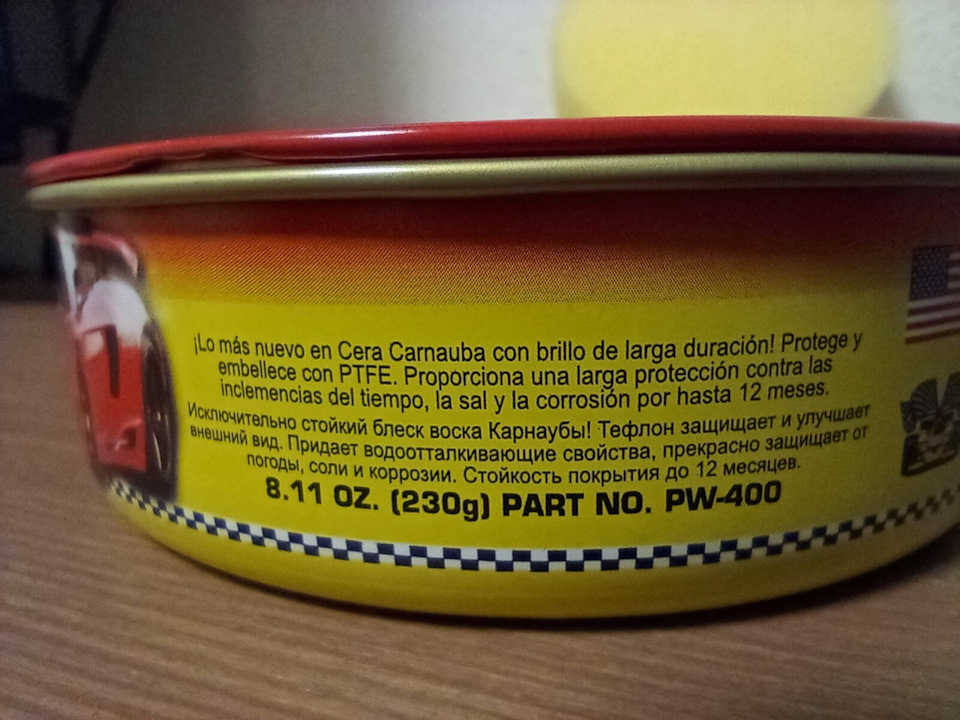 ¡Lo más nuevo en Cera Carnauba con brillo de larga duración! Protege y
embellece con PTFE. Proporciona una larga protección contra las
inclemencias del tiempo, la sal y la corrosión por hasta 12 meses.
Исключительно стойкий блеск воска Карнаубы! Тефлон защищает и улучшает
внешний вид. Придает водоотталкивающие свойства, прекрасно защищает от
погоды, соли и коррозии. Стойкость покрытия до 12 месяцев.
8.11 OZ. (230g) PART NO. PW-400